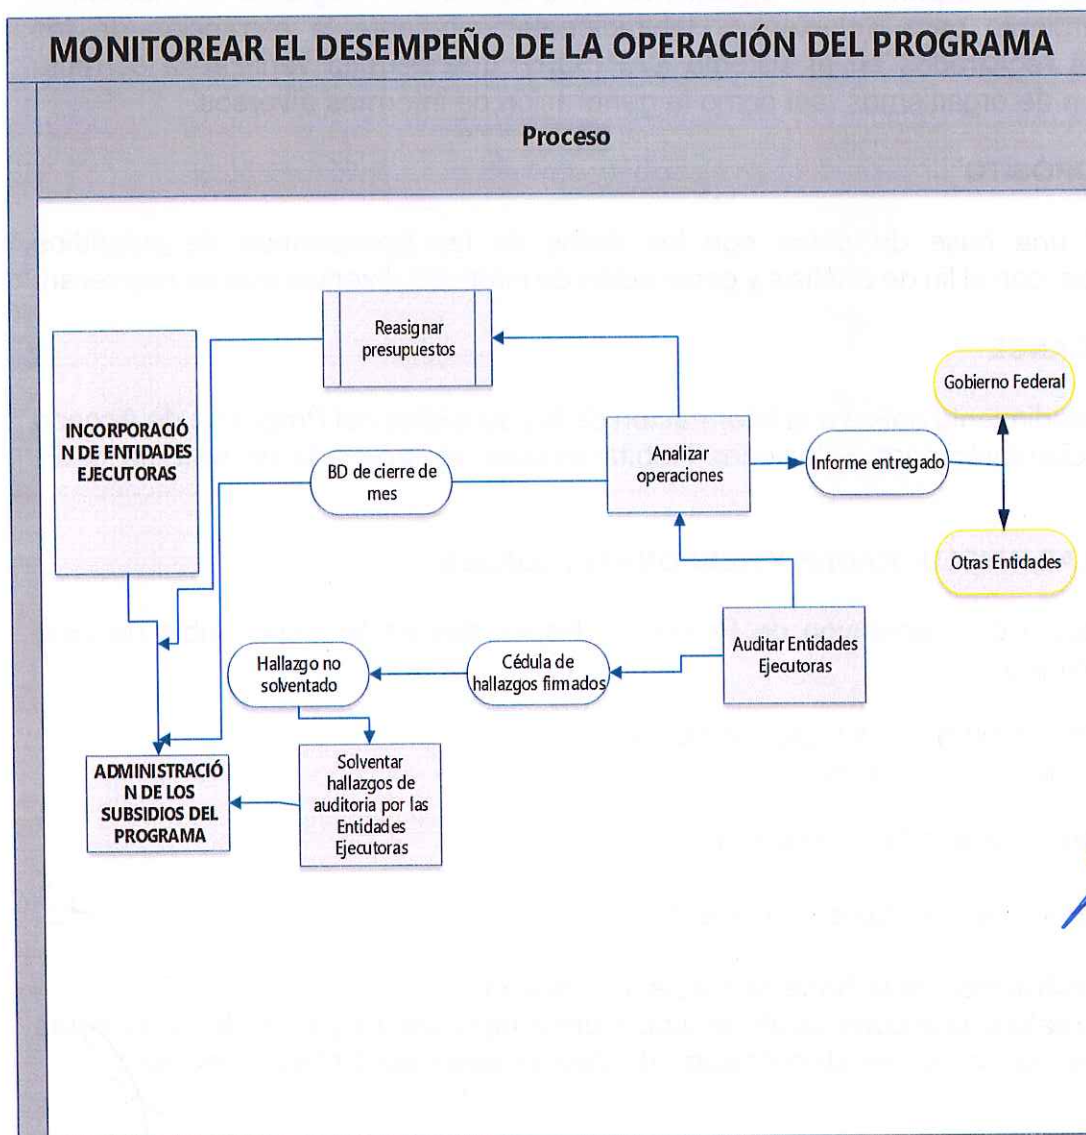 MONITOREAR EL DESEMPEÑO DE LA OPERACIÓN DEL PROGRAMA
Proceso
Reasignar
presupuestos
Gobierno Federal
INCORPORACIÓ
N DE ENTIDADES
EJECUTORAS
BD de cierre de
mes
Analizar
operaciones
Informe entregado
Otras Entidades
Auditar Entidades
Ejecutoras
Cédula de
hallazgos firmados
Hallazgo no
solventado
Solventar
hallazgos de
auditoria por las
Entidades
Ejecutoras
ADMINISTRACIÓ
N DE LOS
SUBSIDIOS DEL
PROGRAMA